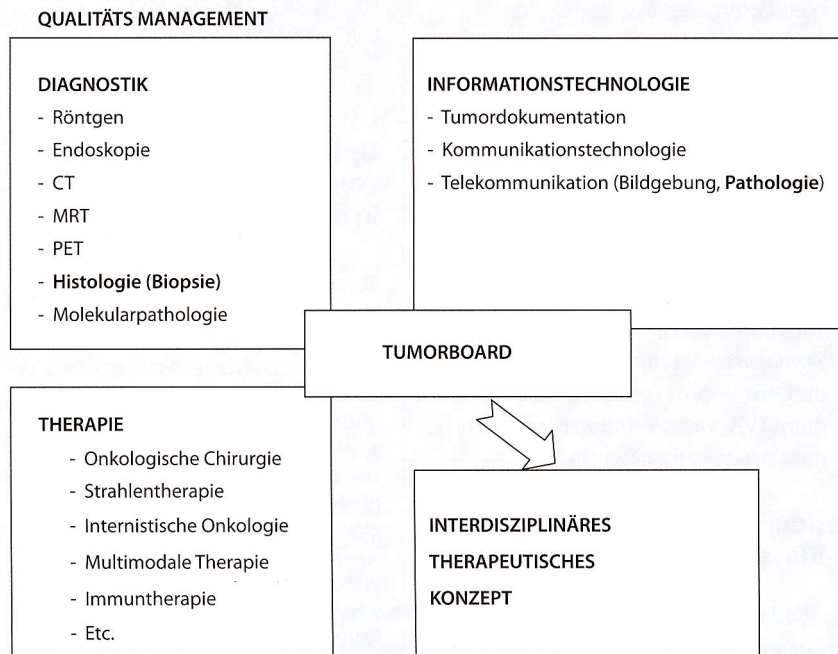 QUALITÄTS MANAGEMENT
DIAGNOSTIK
- Röntgen
- Endoskopie
- CT
- MRT
- PET
- Histologie (Biopsie)
- Molekularpathologie
INFORMATIONSTECHNOLOGIE
- Tumordokumentation
- Kommunikationstechnologie
- Telekommunikation (Bildgebung, Pathologie)
TUMORBOARD
THERAPIE
- Onkologische Chirurgie
- Strahlentherapie
- Internistische Onkologie
- Multimodale Therapie
- Immuntherapie
- Etc.
INTERDISZIPLINÄRES
THERAPEUTISCHES
KONZEPT